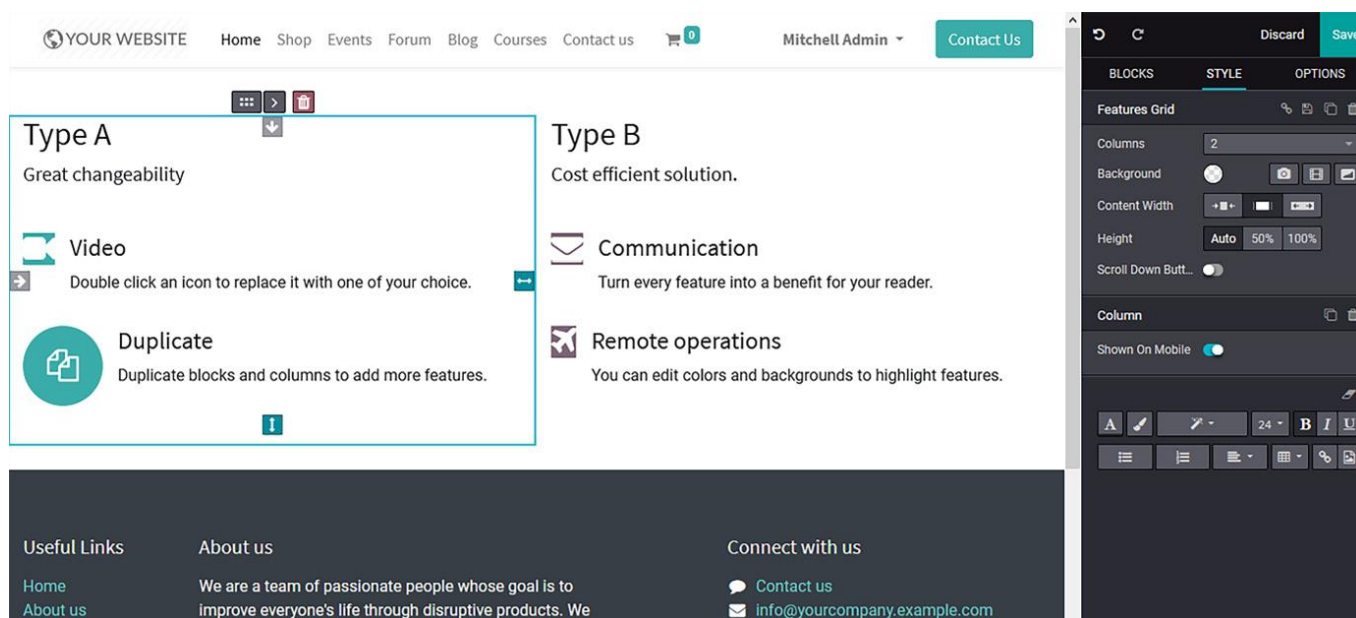 YOUR WEBSITE Home Shop Events Forum Blog Courses Contact us 0 Mitchell Admin Contact Us
Discard Save
BLOCKS STYLE OPTIONS
Features Grid
Columns 2
Background
Content Width
Height Auto 50% 100%
Scroll Down Butt...
Column
Shown On Mobile
A 24 B I U
Type A
Great changeability
Video
Double click an icon to replace it with one of your choice.
Duplicate
Duplicate blocks and columns to add more features.
Type B
Cost efficient solution.
Communication
Turn every feature into a benefit for your reader.
Remote operations
You can edit colors and backgrounds to highlight features.
Useful Links
Home
About us
About us
We are a team of passionate people whose goal is to
improve everyone's life through disruptive products. We
Connect with us
Contact us
info@yourcompany.example.com